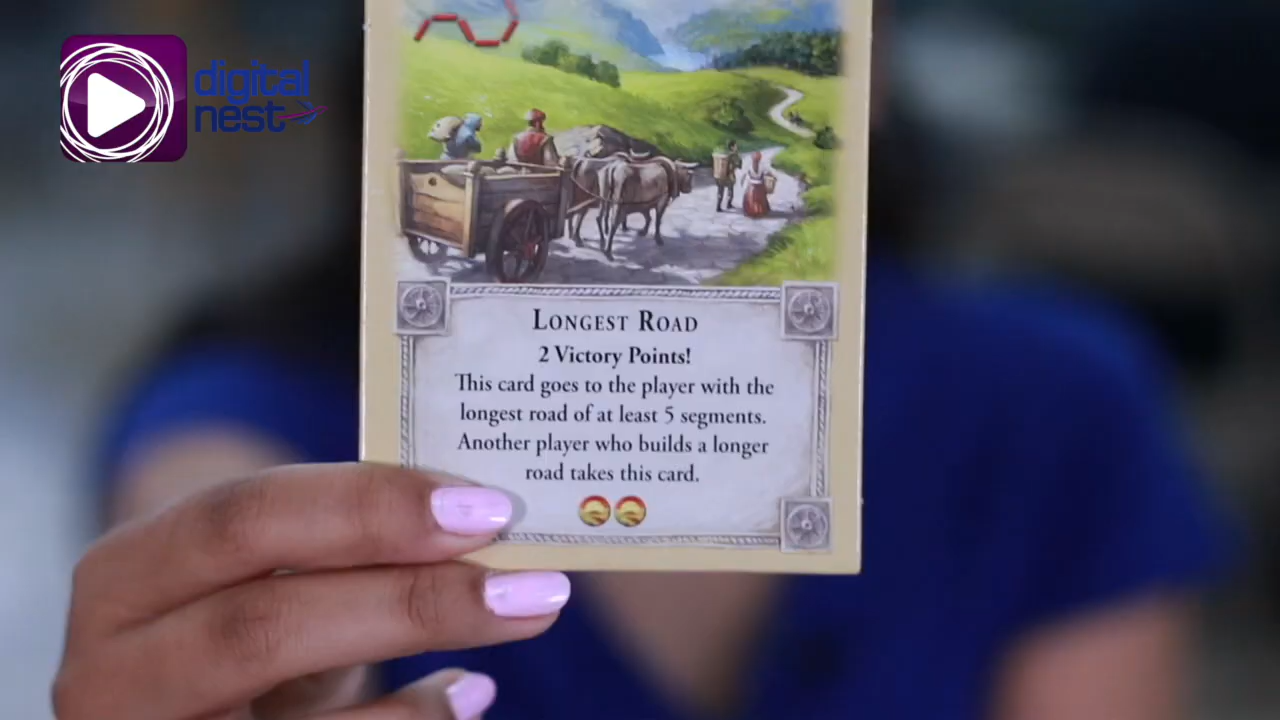 digital
nest
Longest Road
2 Victory Points!
This card goes to the player with the
longest road of at least 5 segments.
Another player who builds a longer
road takes this card.